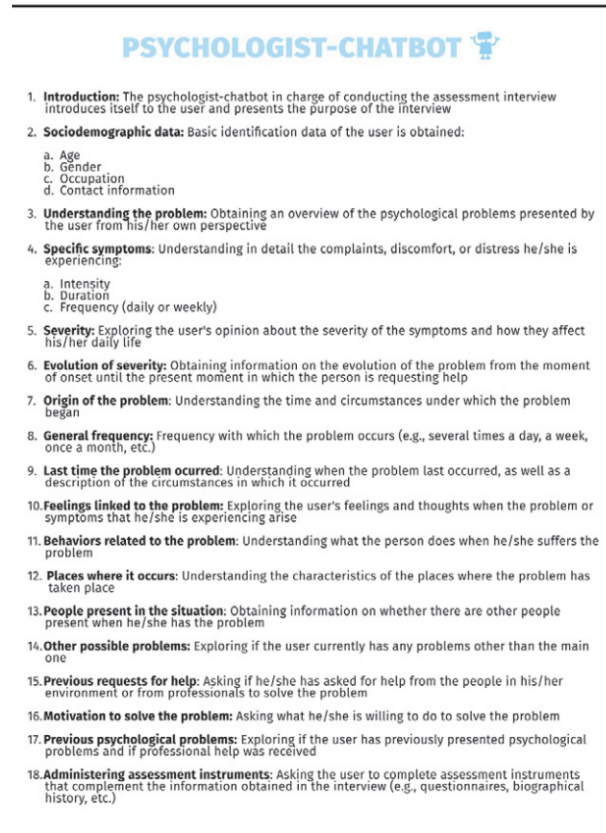 PSYCHOLOGIST-CHATBOT
1. Introduction: The psychologist-chatbot in charge of conducting the assessment interview
introduces itself to the user and presents the purpose of the interview
2. Sociodemographic data: Basic identification data of the user is obtained:
a. Age
b. Gender
c. Occupation
d. Contact information
3. Understanding the problem: Obtaining an overview of the psychological problems presented by
the user from his/her own perspective
4. Specific symptoms: Understanding in detail the complaints, discomfort, or distress he/she is
experiencing:
a. Intensity
b. Duration
c. Frequency (daily or weekly)
5. Severity: Exploring the user's opinion about the severity of the symptoms and how they affect
his/her daily life
6. Evolution of severity: Obtaining information on the evolution of the problem from the moment
of onset until the present moment in which the person is requesting help
7. Origin of the problem: Understanding the time and circumstances under which the problem
began
8. General frequency: Frequency with which the problem occurs (e.g., several times a day, a week,
once a month, etc.)
9. Last time the problem ocurred: Understanding when the problem last occurred, as well as a
description of the circumstances in which it occurred
10. Feelings linked to the problem: Exploring the user's feelings and thoughts when the problem or
symptoms that he/she is experiencing arise
11. Behaviors related to the problem: Understanding what the person does when he/she suffers the
problem
12. Places where it occurs: Understanding the characteristics of the places where the problem has
taken place
13. People present in the situation: Obtaining information on whether there are other people
present when he/she has the problem
14. Other possible problems: Exploring if the user currently has any problems other than the main
one
15. Previous requests for help: Asking if he/she has asked for help from the people in his/her
environment or from professionals to solve the problem
16. Motivation to solve the problem: Asking what he/she is willing to do to solve the problem
17. Previous psychological problems: Exploring if the user has previously presented psychological
problems and if professional help was received
18. Administering assessment instruments: Asking the user to complete assessment instruments
that complement the information obtained in the interview (e.g., questionnaires, biographical
history, etc.)